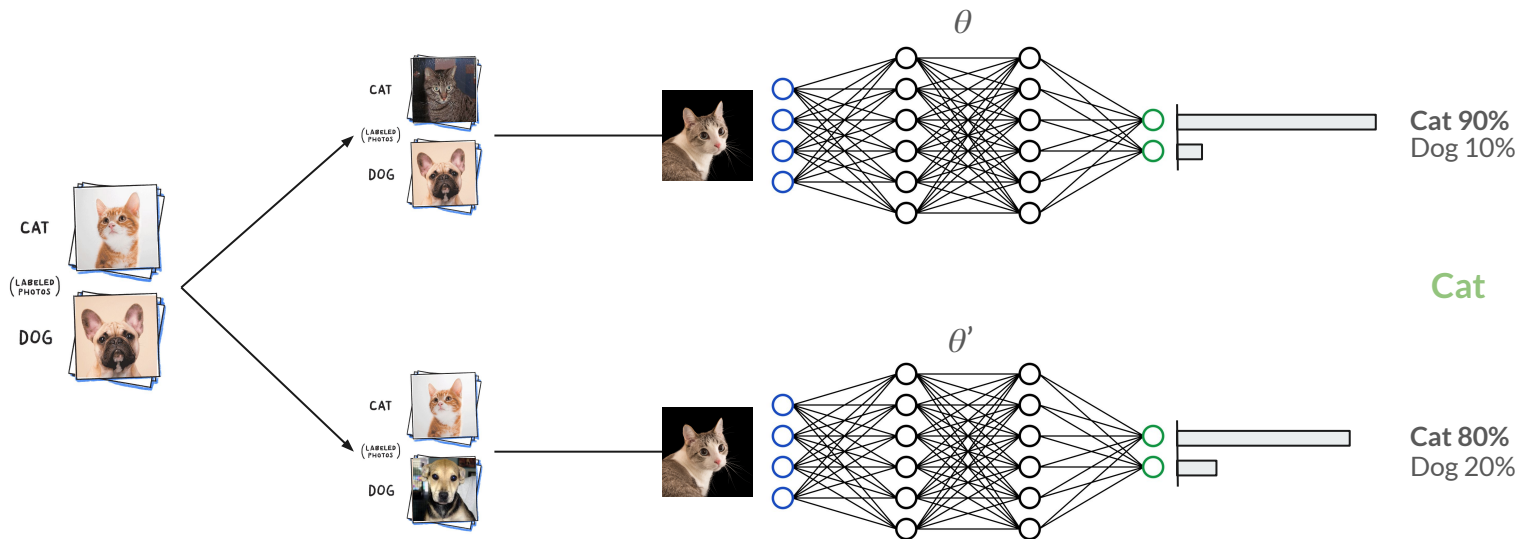 CAT
(LABELED
PHOTOS)
DOG
CAT
(LABELED
PHOTOS)
DOG
θ
Cat 90%
Dog 10%
Cat
CAT
(LABELED
PHOTOS)
DOG
θ’
Cat 80%
Dog 20%